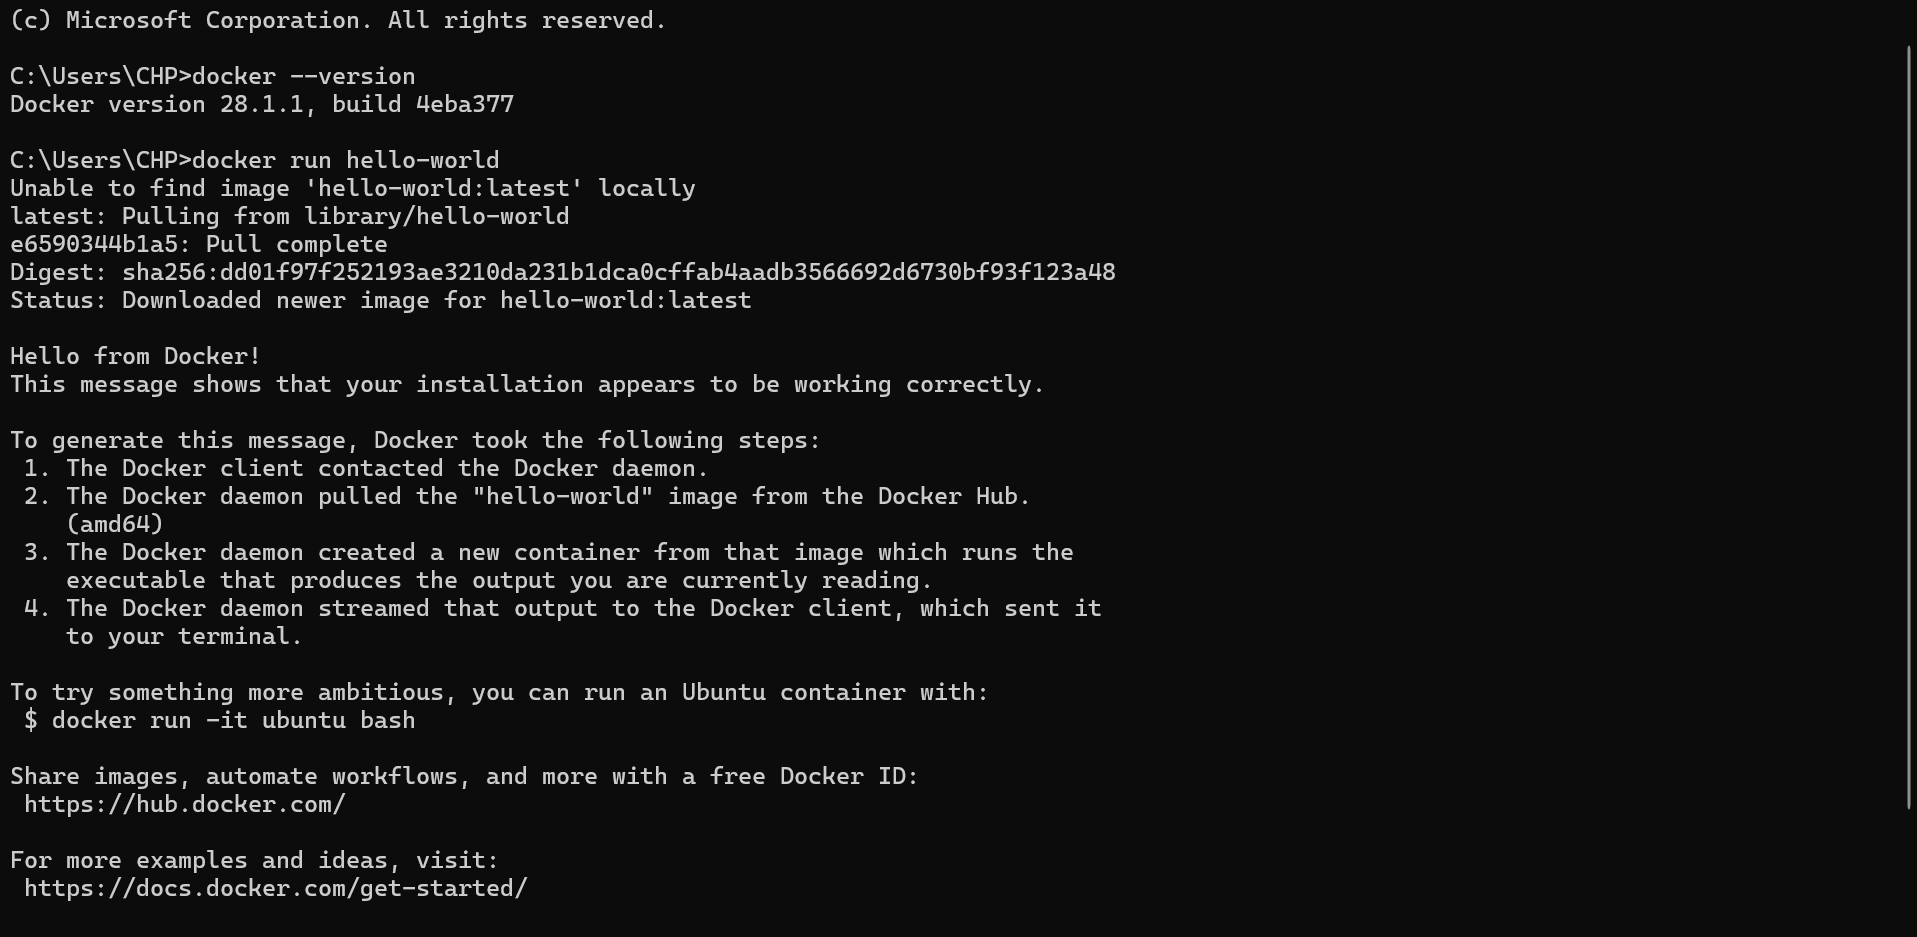 (c) Microsoft Corporation. All rights reserved.
C:\Users\CHP>docker --version
Docker version 28.1.1, build 4eba377
C:\Users\CHP>docker run hello-world
Unable to find image 'hello-world:latest' locally
latest: Pulling from library/hello-world
e6590344b1a5: Pull complete
Digest: sha256:dd01f97f252193ae3210da231b1dca0cffab4aadb3566692d6730bf93f123a48
Status: Downloaded newer image for hello-world:latest
Hello from Docker!
This message shows that your installation appears to be working correctly.
To generate this message, Docker took the following steps:
1. The Docker client contacted the Docker daemon.
2. The Docker daemon pulled the "hello-world" image from the Docker Hub.
(amd64)
3. The Docker daemon created a new container from that image which runs the
executable that produces the output you are currently reading.
4. The Docker daemon streamed that output to the Docker client, which sent it
to your terminal.
To try something more ambitious, you can run an Ubuntu container with:
$ docker run -it ubuntu bash
Share images, automate workflows, and more with a free Docker ID:
https://hub.docker.com/
For more examples and ideas, visit:
https://docs.docker.com/get-started/